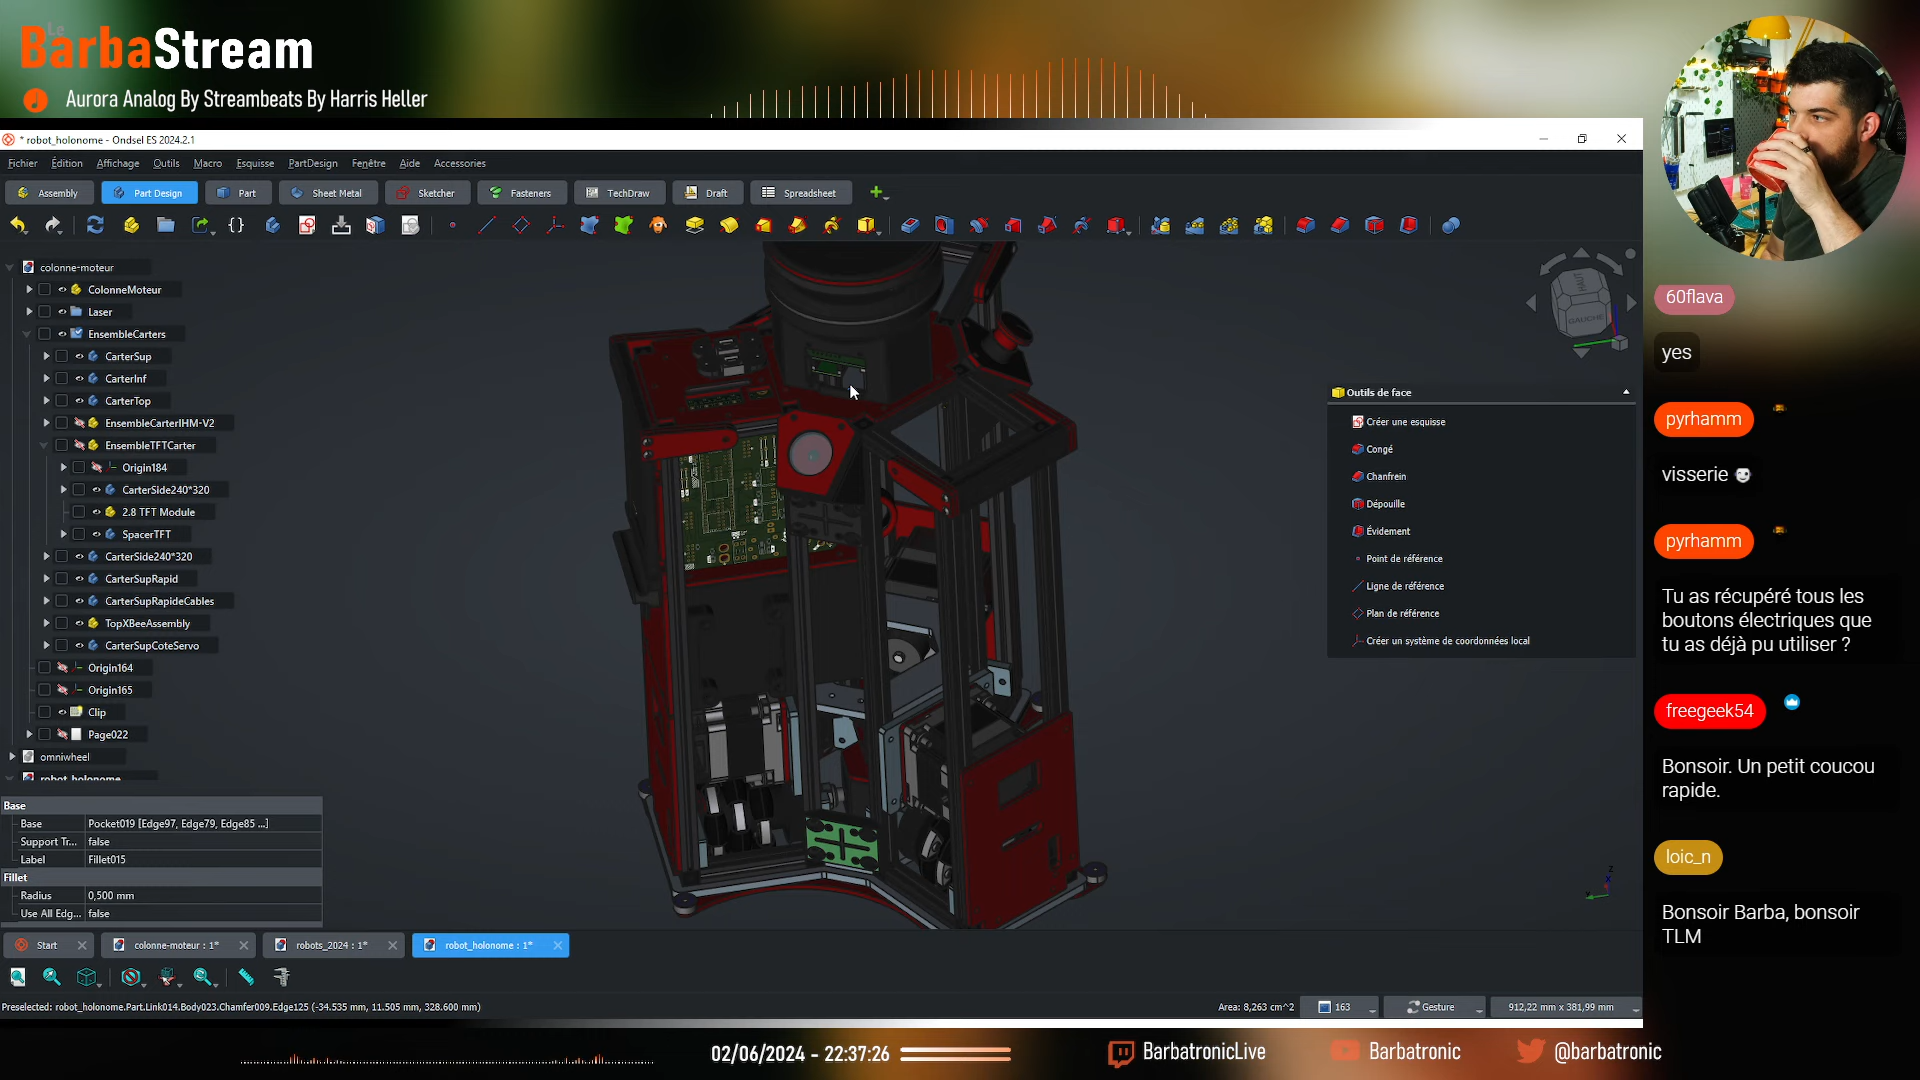 Le
BarbaStream
Aurora Analog By Streambeats By Harris Heller
* robot_holonome - Ondsel ES 2024.2.1
Fichier Édition Affichage Outils Macro Esquisse PartDesign Fenêtre Aide Accessories
Assembly Part Design Part Sheet Metal Sketcher Fasteners TechDraw Draft Spreadsheet
colonne-moteur
ColonneMoteur
Laser
EnsembleCarters
CarterSup
CarterInf
CarterTop
EnsembleCarterIHM-V2
EnsembleTFTCarter
Origin184
CarterSIde240*320
2.8 TFT Module
SpacerTFT
CarterSide240*320
CarterSupRapid
CarterSupRapideCables
TopXBeeAssembly
CarterSupCoteServo
Origin164
Origin165
Clip
Page022
omniwheel
robot_holonome
Base
Base Pocket019 [Edge97, Edge79, Edge85 ...]
Support Tr... false
Label Fillet015
Fillet
Radius 0,500 mm
Use All Edg... false
HAUT
GAUCHE
Outils de face
Créer une esquisse
Congé
Chanfrein
Dépouille
Évidement
Point de référence
Ligne de référence
Plan de référence
Créer un système de coordonnées local
Z
Start colonne-moteur : 1* robots_2024 : 1* robot_holonome : 1*
Preselected: robot_holonome.Part.Link014.Body023.Chamfer009.Edge125 (-34.535 mm, 11.505 mm, 328.600 mm)
Area: 8,263 cm^2 163 Gesture 912,22 mm x 381,99 mm
60flava
yes
pyrhamm
visserie
pyrhamm
Tu as récupéré tous les
boutons électriques que
tu as déjà pu utiliser ?
freegeek54
Bonsoir. Un petit coucou
rapide.
loic_n
Bonsoir Barba, bonsoir
TLM
02/06/2024 - 22:37:26
BarbatronicLive Barbatronic @barbatronic